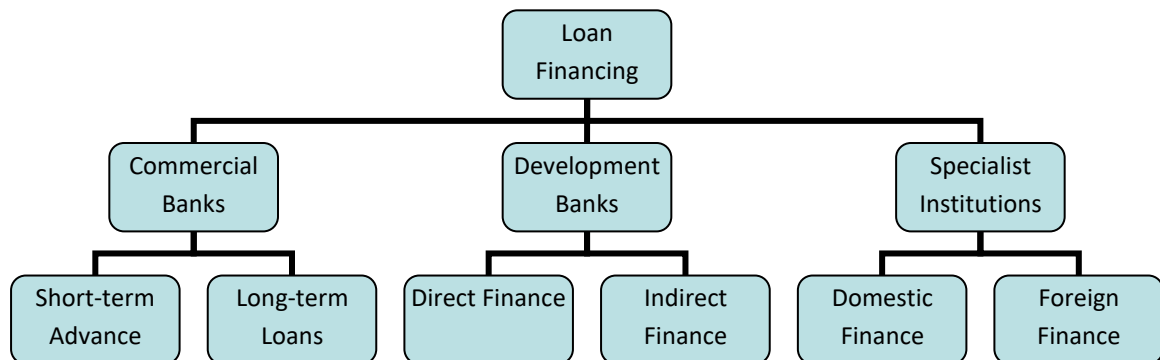 Loan
Financing
Commercial
Banks
Development
Banks
Specialist
Institutions
Short-term
Advance
Long-term
Loans
Direct Finance
Indirect
Finance
Domestic
Finance
Foreign
Finance